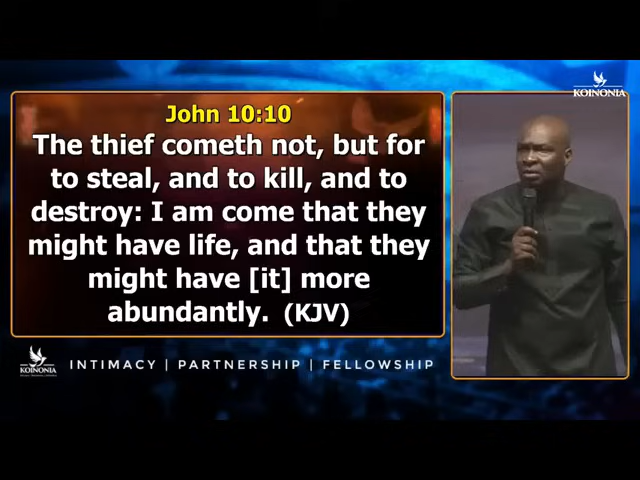 KOINONIA
John 10:10
The thief cometh not, but for
to steal, and to kill, and to
destroy: I am come that they
might have life, and that they
might have [it] more
abundantly. (KJV)
KOINONIA
INTIMACY | PARTNERSHIP | FELLOWSHIP